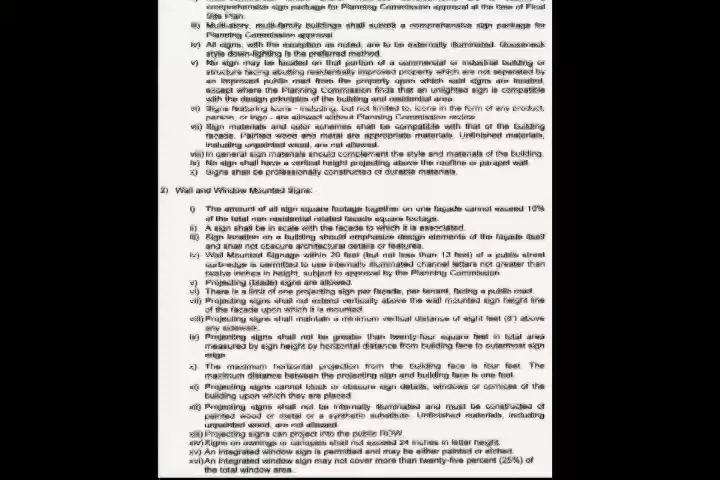 comprehensive sign package for Planning Commission approval at the time of Final
Site Plan.
iii) Multi-story, multi-family buildings shall submit a comprehensive sign package for
Planning Commission approval.
iv) All signs, with the exception as noted, are to be externally illuminated. Gooseneck
style down-lighting is the preferred method.
v) No sign may be located on that portion of a commercial or industrial building or
structure facing abutting residentially improved property which are not separated by
an improved public road from the property upon which said signs are located,
except where the Planning Commission finds that an unlighted sign is compatible
with the design principles of the building and residential area.
vi) Signs featuring icons - including, but not limited to, icons in the form of any product,
person, or logo - are allowed without Planning Commission review.
vii) Sign materials and color schemes shall be compatible with that of the building
façade. Painted wood and metal are appropriate materials. Unfinished materials,
including unpainted wood, are not allowed.
viii) In general sign materials should complement the style and materials of the building.
ix) No sign shall have a vertical height projecting above the roofline or parapet wall.
x) Signs shall be professionally constructed of durable materials.
2) Wall and Window Mounted Signs:
i) The amount of all sign square footage together on one façade cannot exceed 10%
of the total non residential related facade square footage.
ii) A sign shall be in scale with the facade to which it is associated.
iii) Sign location on a building should emphasize design elements of the façade itself
and shall not obscure architectural details or features.
iv) Wall Mounted Signage within 20 feet (but not less than 13 feet) of a public street
curb/edge is permitted to use internally illuminated channel letters not greater than
twelve inches in height, subject to approval by the Planning Commission.
v) Projecting (blade) signs are allowed.
vi) There is a limit of one projecting sign per façade, per tenant, facing a public road.
vii) Projecting signs shall not extend vertically above the wall mounted sign height line
of the facade upon which it is mounted.
viii) Projecting signs shall maintain a minimum vertical distance of eight feet (8') above
any sidewalk.
ix) Projecting signs shall not be greater than twenty-four square feet in total area
measured by sign height by horizontal distance from building face to outermost sign
edge.
x) The maximum horizontal projection from the building face is four feet. The
maximum distance between the projecting sign and building face is one foot.
xi) Projecting signs cannot block or obscure sign details, windows or cornices of the
building upon which they are placed.
xii) Projecting signs shall not be internally illuminated and must be constructed of
painted wood or metal or a synthetic substitute. Unfinished materials, including
unpainted wood, are not allowed.
xiii) Projecting signs can project into the public ROW.
xiv) Signs on awnings or canopies shall not exceed 24 inches in letter height.
xv) An integrated window sign is permitted and may be either painted or etched.
xvi) An integrated window sign may not cover more than twenty-five percent (25%) of
the total window area.